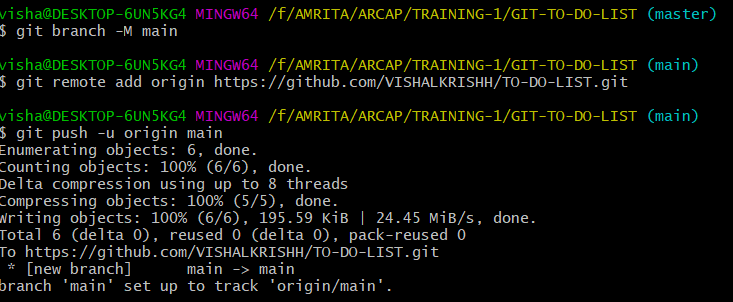 visha@DESKTOP-6UN5KG4 MINGW64 /f/AMRITA/ARCAP/TRAINING-1/GIT-TO-DO-LIST (master)
$ git branch -M main
visha@DESKTOP-6UN5KG4 MINGW64 /f/AMRITA/ARCAP/TRAINING-1/GIT-TO-DO-LIST (main)
$ git remote add origin https://github.com/VISHALKRISHH/TO-DO-LIST.git
visha@DESKTOP-6UN5KG4 MINGW64 /f/AMRITA/ARCAP/TRAINING-1/GIT-TO-DO-LIST (main)
$ git push -u origin main
Enumerating objects: 6, done.
Counting objects: 100% (6/6), done.
Delta compression using up to 8 threads
Compressing objects: 100% (5/5), done.
Writing objects: 100% (6/6), 195.59 KiB | 24.45 MiB/s, done.
Total 6 (delta 0), reused 0 (delta 0), pack-reused 0
To https://github.com/VISHALKRISHH/TO-DO-LIST.git
 * [new branch]      main -> main
branch 'main' set up to track 'origin/main'.